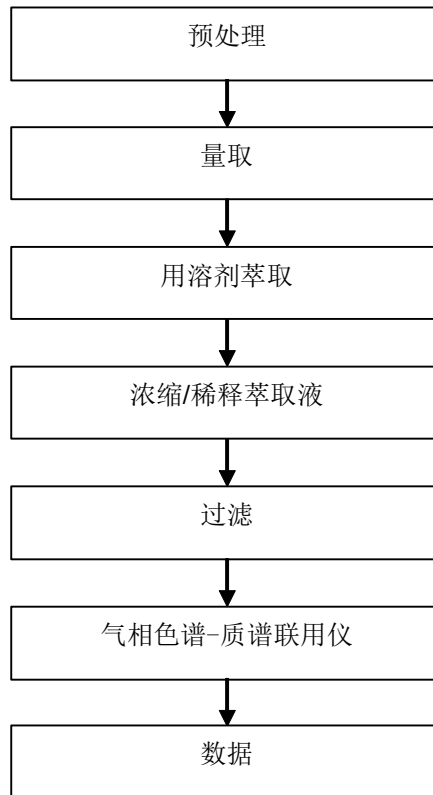 预处理
量取
用溶剂萃取
浓缩/稀释萃取液
过滤
气相色谱-质谱联用仪
数据